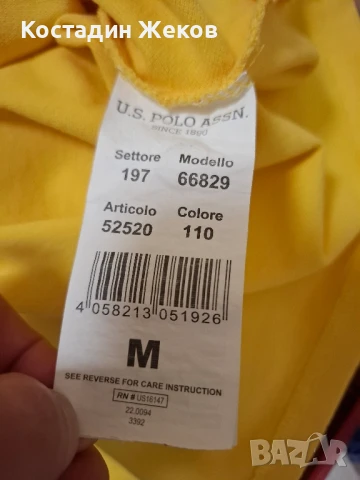 Костадин Жеков
U.S. POLO ASSN.
SINCE 1890
Settore Modello
197 66829
Articolo Colore
52520 110
4 058213 051926
M
SEE REVERSE FOR CARE INSTRUCTION
RN # US16147
22.0094
3392
BAZAR